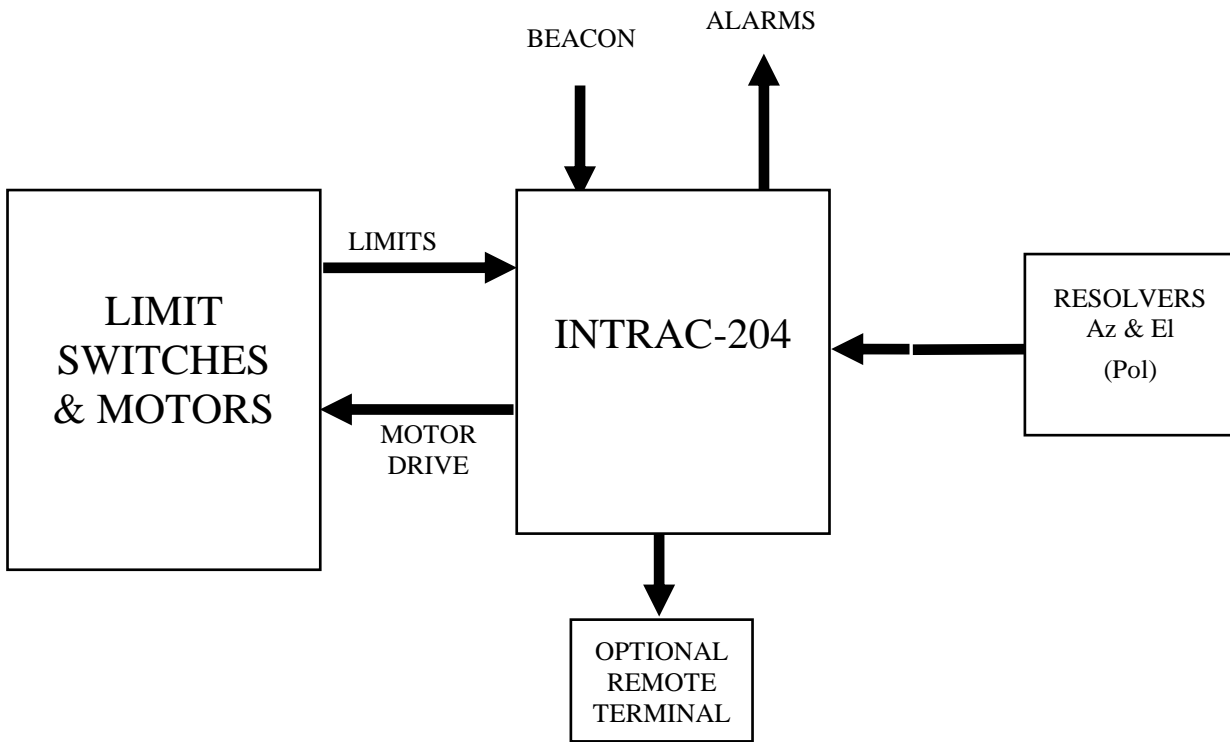 BEACON
ALARMS
LIMITS
LIMIT
SWITCHES
& MOTORS
INTRAC-204
RESOLVERS
Az & El
(Pol)
MOTOR
DRIVE
OPTIONAL
REMOTE
TERMINAL